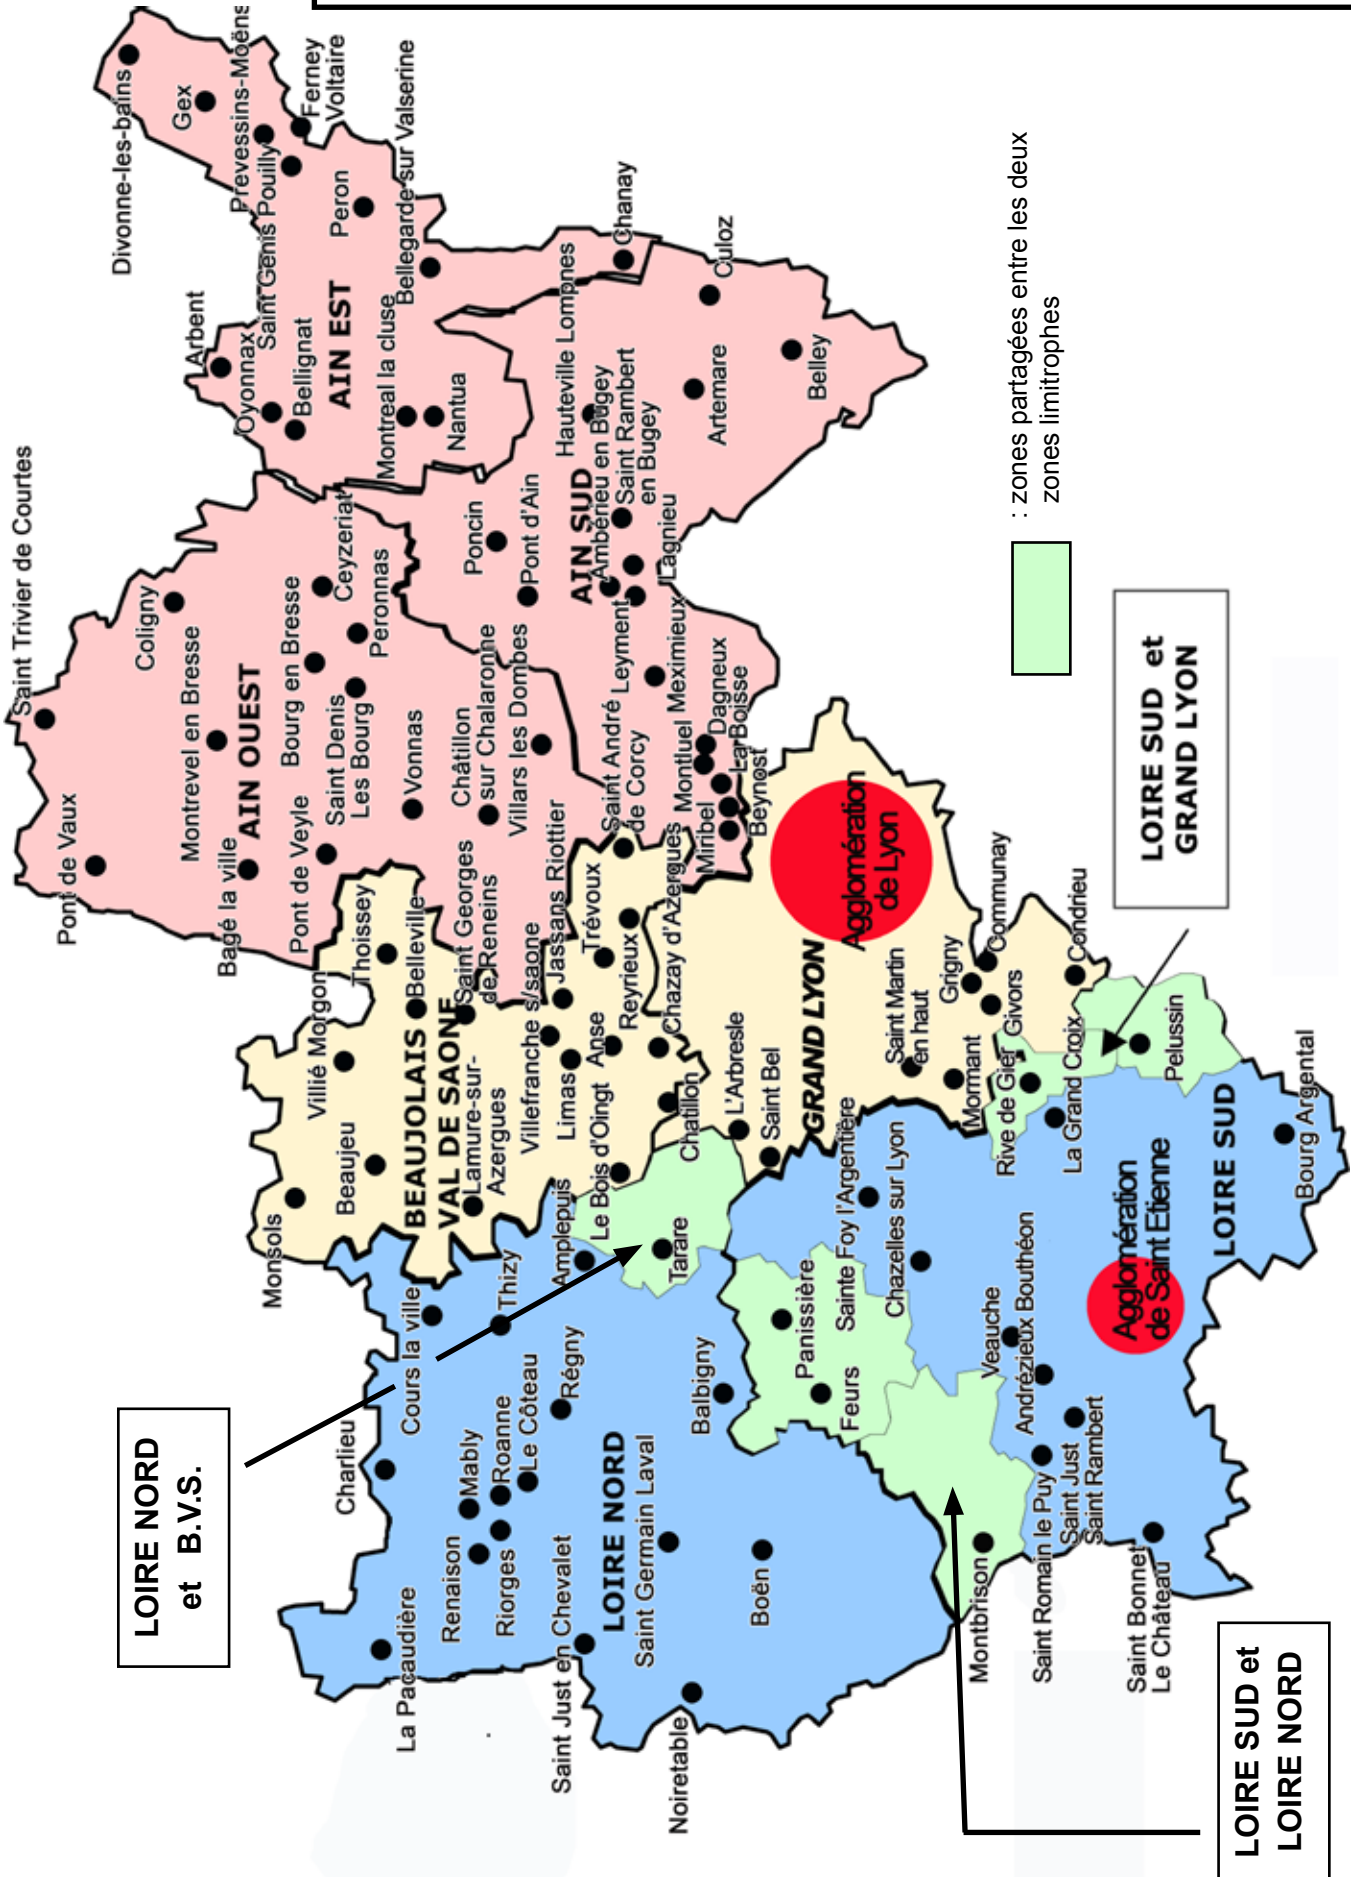 LOIRE NORD
et B.V.S.
LOIRE SUD et
LOIRE NORD
LOIRE SUD et
GRAND LYON
: zones partagées entre les deux
zones limitrophes
AIN OUEST
Saint Trivier de Courtes
Pont de Vaux
Coligny
Montrevel en Bresse
Bagé la ville
Bourg en Bresse
Ceyzeriat
Pont de Veyle
Saint Denis
Les Bourg
Peronnas
Vonnas
Châtillon
sur Chalaronne
Villars les Dombes
AIN EST
Divonne-les-bains
Gex
Prevessins-Moëns
Ferney
Voltaire
Saint Genis Pouilly
Peron
Bellegarde sur Valserine
Arbent
Oyonnax
Bellignat
Montreal la cluse
Nantua
Chanay
AIN SUD
Poncin
Pont d'Ain
Hauteville Lompnes
Ambérieu en Bugey
Saint Rambert
en Bugey
Lagnieu
Leyment
Meximieux
Artemare
Culoz
Belley
Saint André
de Corcy
Montluel
Dagneux
La Boisse
Miribel
Beynost
BEAUJOLAIS
VAL DE SAONE
Monsols
Beaujeu
Villié Morgon
Thoissey
Belleville
Saint Georges
de Reneins
Lamure-sur-
Azergues
Villefranche s/saone
Jassans Riottier
Limas
Anse
Trévoux
Reyrieux
Chazay d'Azergues
Le Bois d'Oingt
Chatillon
GRAND LYON
Agglomération
de Lyon
L'Arbresle
Saint Bel
Saint Martin
en haut
Mornant
Grigny
Givors
Communay
Condrieu
Rive de Gier
La Grand Croix
Pelussin
LOIRE NORD
Charlieu
La Pacaudière
Cours la ville
Thizy
Amplepuis
Tarare
Mably
Roanne
Le Côteau
Renaison
Riorges
Régny
Saint Just en Chevalet
Saint Germain Laval
Balbigny
Boën
Noiretable
LOIRE SUD
Agglomération
de Saint Etienne
Panissière
Feurs
Sainte Foy l'Argentière
Chazelles sur Lyon
Veauche
Andrézieux Bouthéon
Montbrison
Saint Romain le Puy
Saint Just
Saint Rambert
Saint Bonnet
Le Château
Bourg Argental